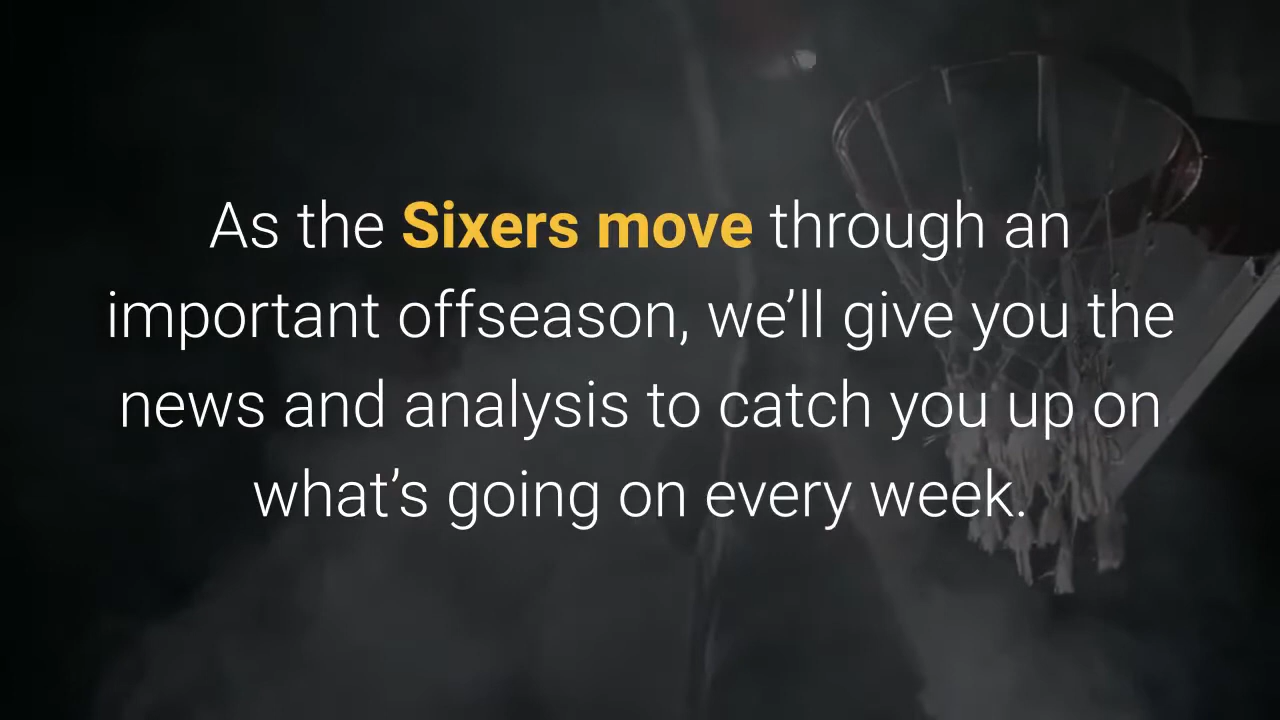 As the Sixers move through an
important offseason, we’ll give you the
news and analysis to catch you up on
what’s going on every week.